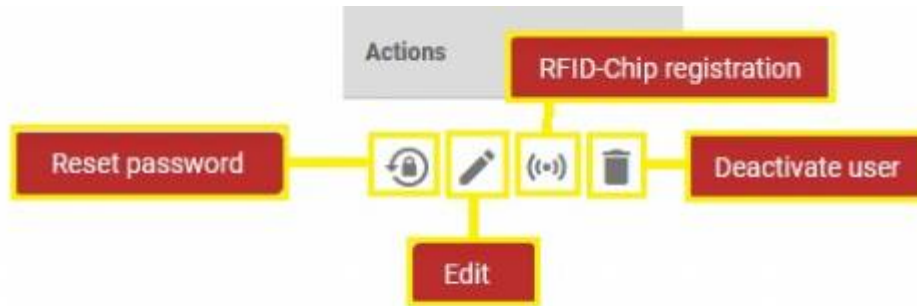 Actions
RFID-Chip registration
Reset password
Deactivate user
Edit